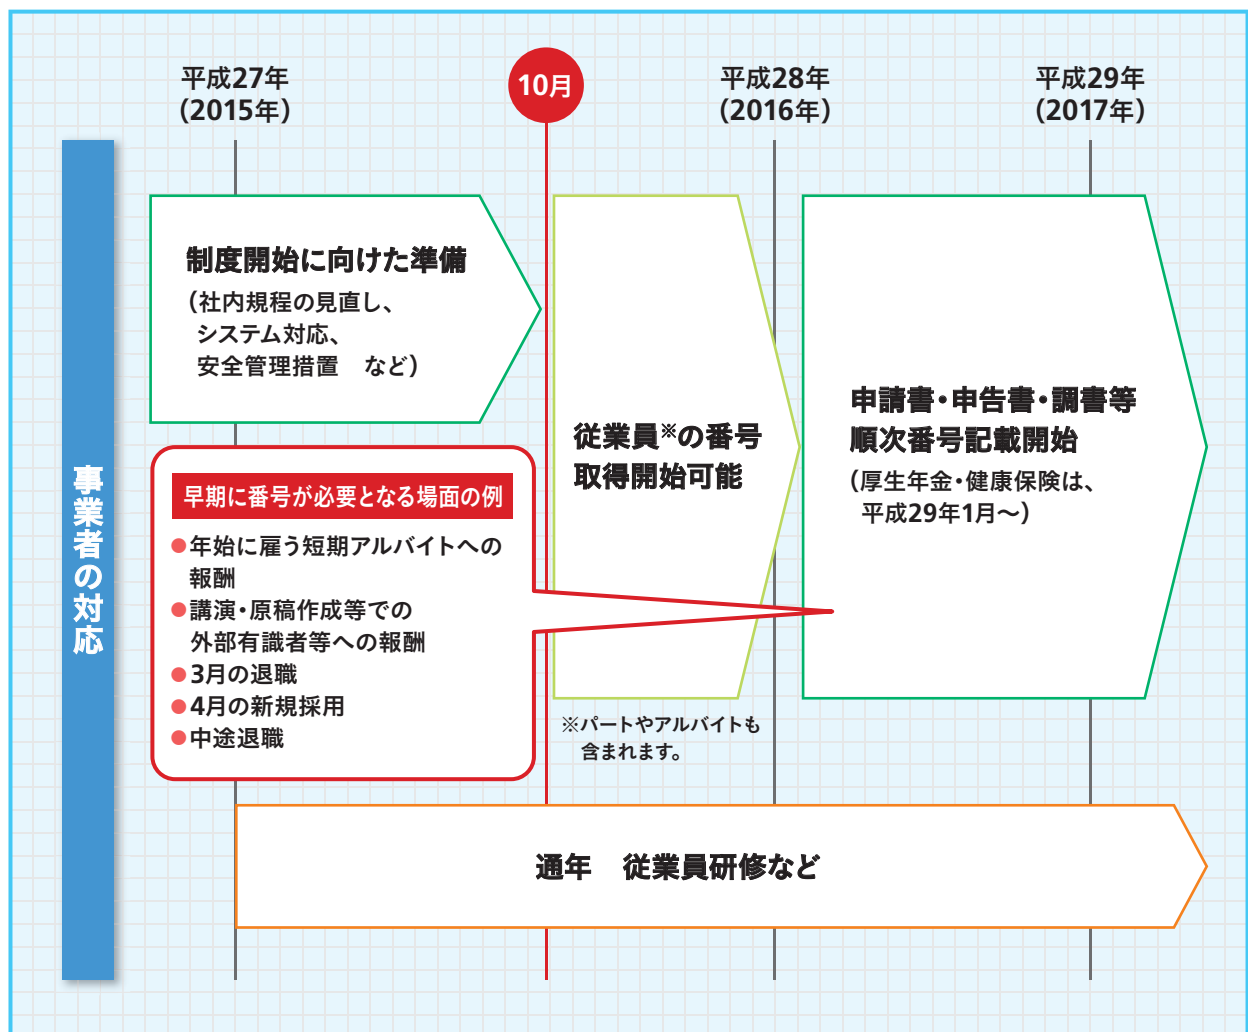 平成27年
（2015年）
10月
平成28年
（2016年）
平成29年
（2017年）
事業者の対応
制度開始に向けた準備
（社内規程の見直し、
システム対応、
安全管理措置　など）
早期に番号が必要となる場面の例
●年始に雇う短期アルバイトへの
報酬
●講演・原稿作成等での
外部有識者等への報酬
●3月の退職
●4月の新規採用
●中途退職
従業員※の番号
取得開始可能
※パートやアルバイトも
含まれます。
申請書・申告書・調書等
順次番号記載開始
（厚生年金・健康保険は、
平成29年1月～）
通年　従業員研修など